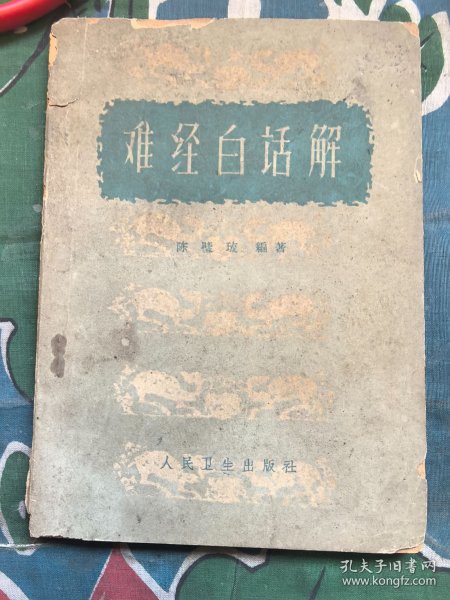 难经白话解
陈璧琉 编著
人民卫生出版社
孔夫子旧书网
www.kongfz.com